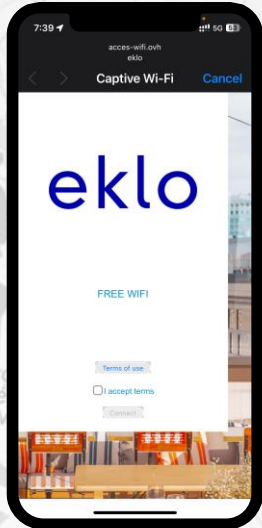 7:39
5G
acces-wifi.ovh
eklo
Captive Wi-Fi
Cancel
eklo
FREE WIFI
Terms of use
I accept terms
Connect